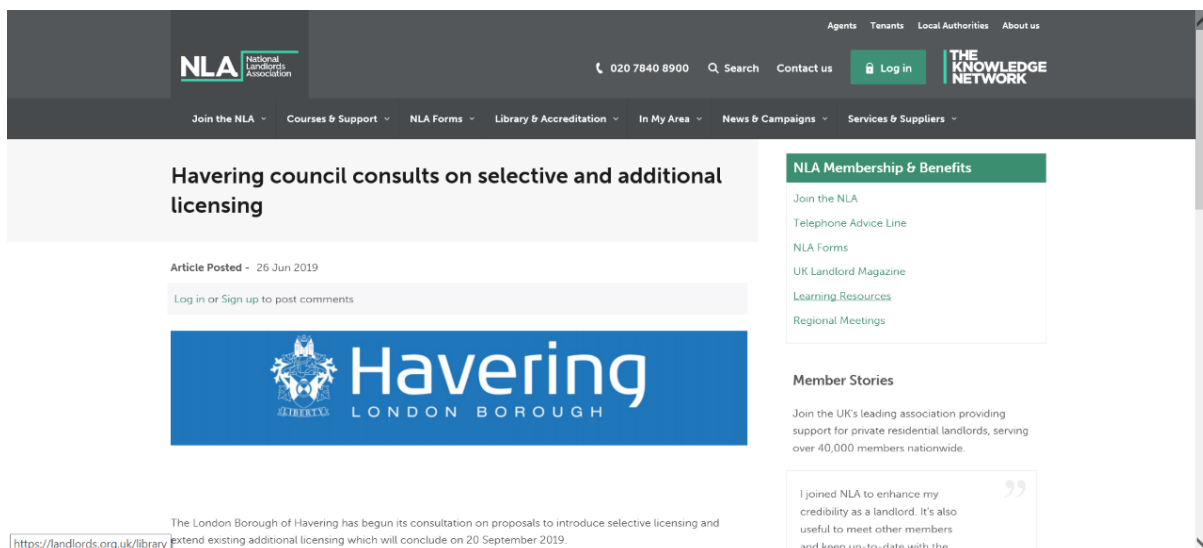 Agents Tenants Local Authorities About us
NLA National Landlords Association
020 7840 8900 Search Contact us Log in THE KNOWLEDGE NETWORK
Join the NLA Courses & Support NLA Forms Library & Accreditation In My Area News & Campaigns Services & Suppliers
Havering council consults on selective and additional
licensing
Article Posted - 26 Jun 2019
Log in or Sign up to post comments
LIBERTY
Havering
LONDON BOROUGH
The London Borough of Havering has begun its consultation on proposals to introduce selective licensing and
extend existing additional licensing which will conclude on 20 September 2019.
NLA Membership & Benefits
Join the NLA
Telephone Advice Line
NLA Forms
UK Landlord Magazine
Learning Resources
Regional Meetings
Member Stories
Join the UK's leading association providing
support for private residential landlords, serving
over 40,000 members nationwide.
I joined NLA to enhance my
credibility as a landlord. It's also
useful to meet other members
and keep up-to-date with the
https://landlords.org.uk/library